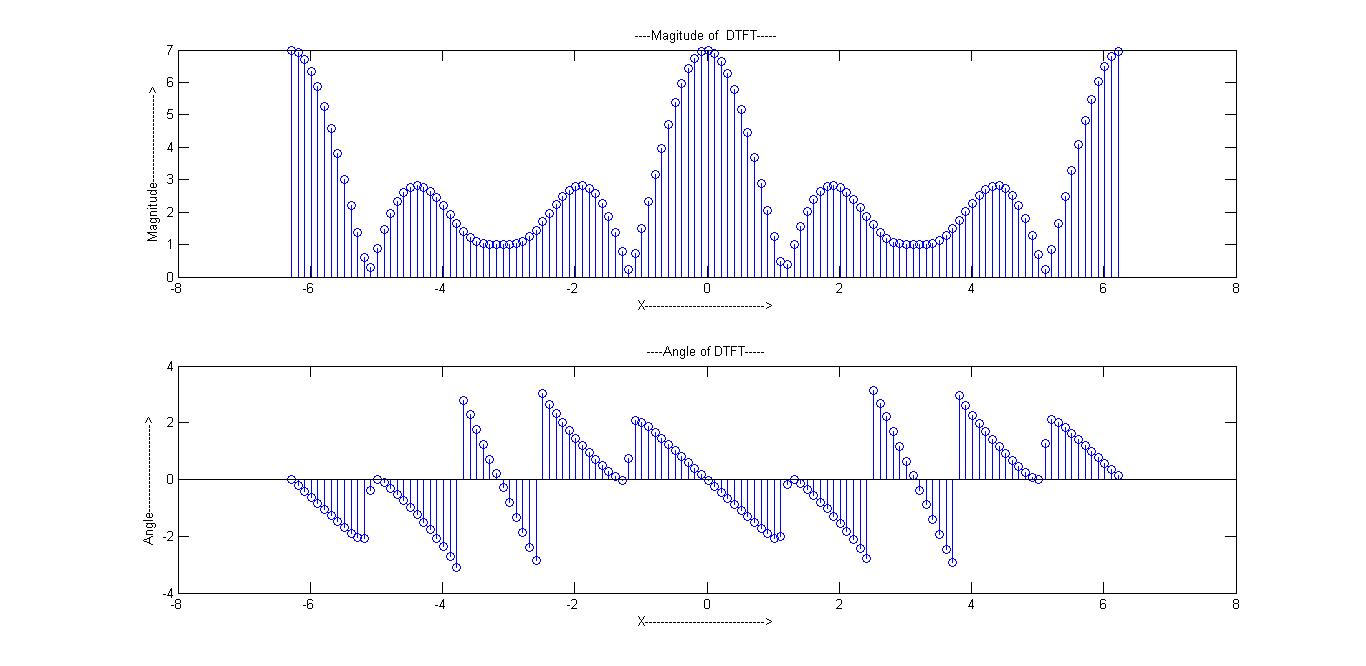 ----Magitude of  DTFT-----
7
6
5
4
3
2
1
0
Magnitude--------------------->
-8 -6 -4 -2 0 2 4 6 8
X---------------------------->
----Angle of DTFT-----
4
2
0
-2
-4
Angle--------------------->
-8 -6 -4 -2 0 2 4 6 8
X---------------------------->